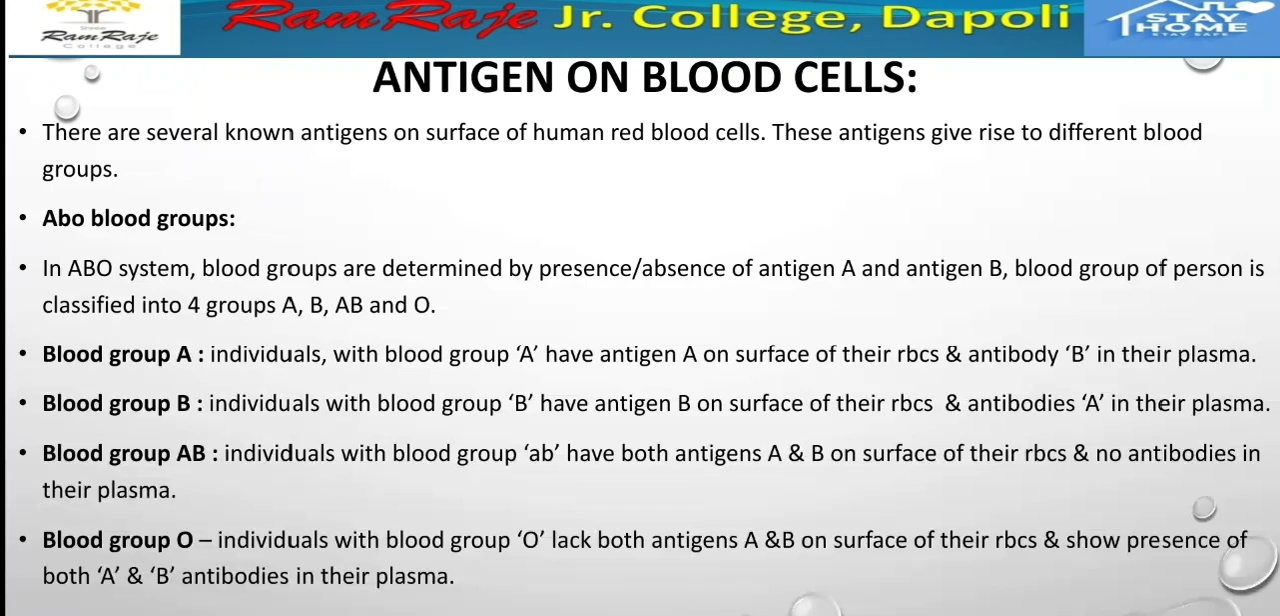 RamRaje
College
RamRaje Jr. College, Dapoli
STAY
HOME
STAY SAFE
ANTIGEN ON BLOOD CELLS:
• There are several known antigens on surface of human red blood cells. These antigens give rise to different blood
groups.
• Abo blood groups:
• In ABO system, blood groups are determined by presence/absence of antigen A and antigen B, blood group of person is
classified into 4 groups A, B, AB and O.
• Blood group A : individuals, with blood group ‘A’ have antigen A on surface of their rbcs & antibody ‘B’ in their plasma.
• Blood group B : individuals with blood group ‘B’ have antigen B on surface of their rbcs & antibodies ‘A’ in their plasma.
• Blood group AB : individuals with blood group ‘ab’ have both antigens A & B on surface of their rbcs & no antibodies in
their plasma.
• Blood group O – individuals with blood group ‘O’ lack both antigens A &B on surface of their rbcs & show presence of
both ‘A’ & ‘B’ antibodies in their plasma.